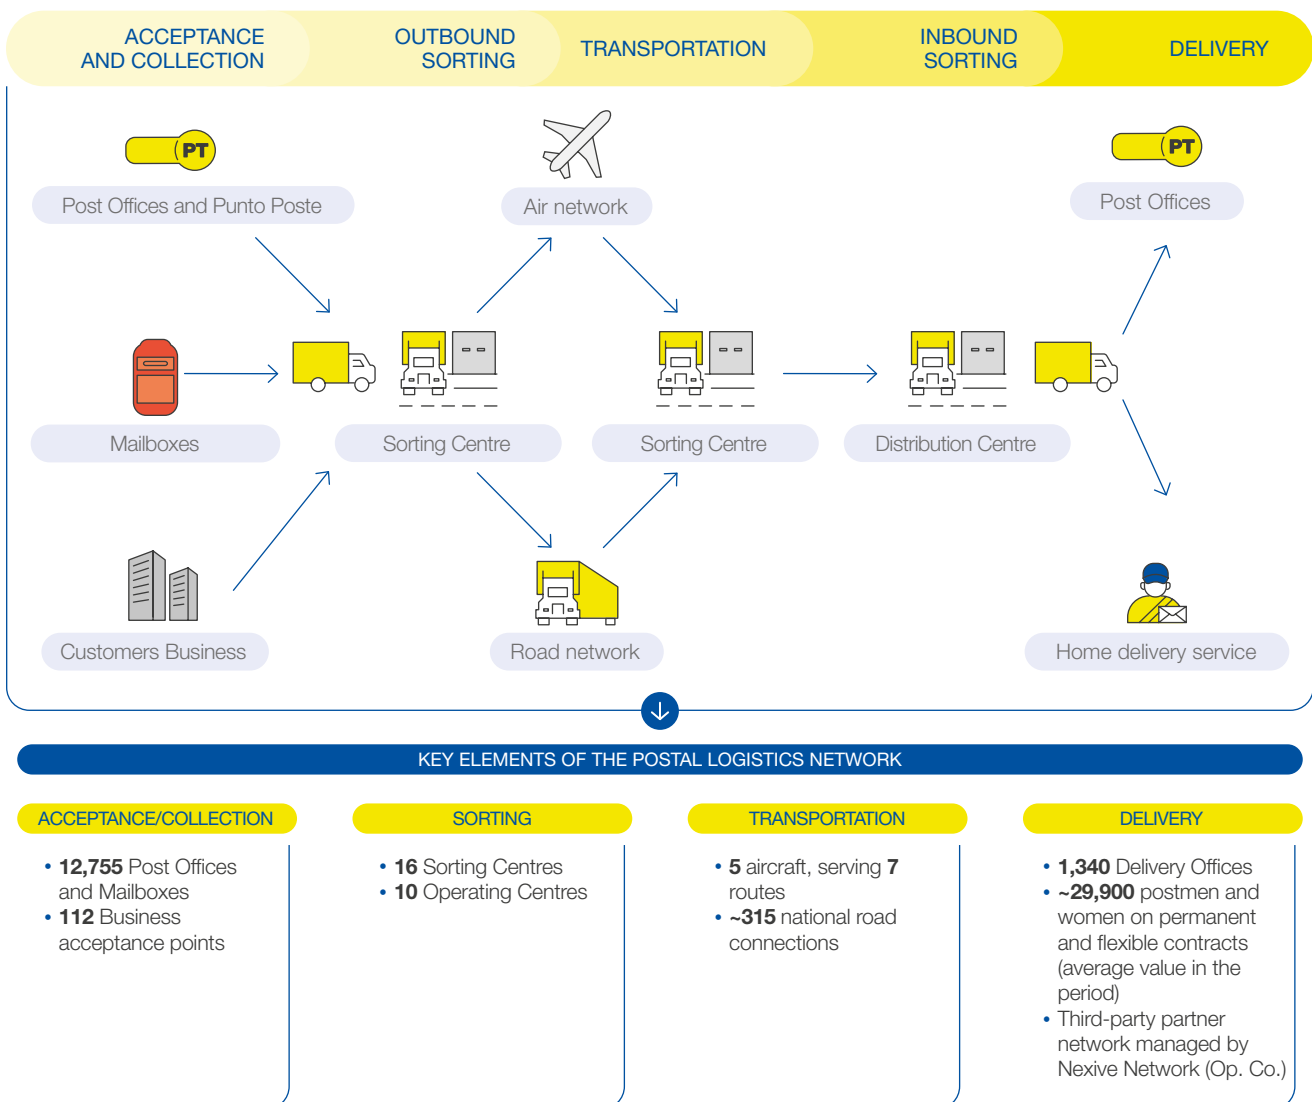 ACCEPTANCE
AND COLLECTION
OUTBOUND
SORTING
TRANSPORTATION
INBOUND
SORTING
DELIVERY
PT
Post Offices and Punto Poste
Air network
PT
Post Offices
Mailboxes
Sorting Centre
Sorting Centre
Distribution Centre
Customers Business
Road network
Home delivery service
KEY ELEMENTS OF THE POSTAL LOGISTICS NETWORK
ACCEPTANCE/COLLECTION
• 12,755 Post Offices
and Mailboxes
• 112 Business
acceptance points
SORTING
• 16 Sorting Centres
• 10 Operating Centres
TRANSPORTATION
• 5 aircraft, serving 7
routes
• ~315 national road
connections
DELIVERY
• 1,340 Delivery Offices
• ~29,900 postmen and
women on permanent
and flexible contracts
(average value in the
period)
• Third-party partner
network managed by
Nexive Network (Op. Co.)